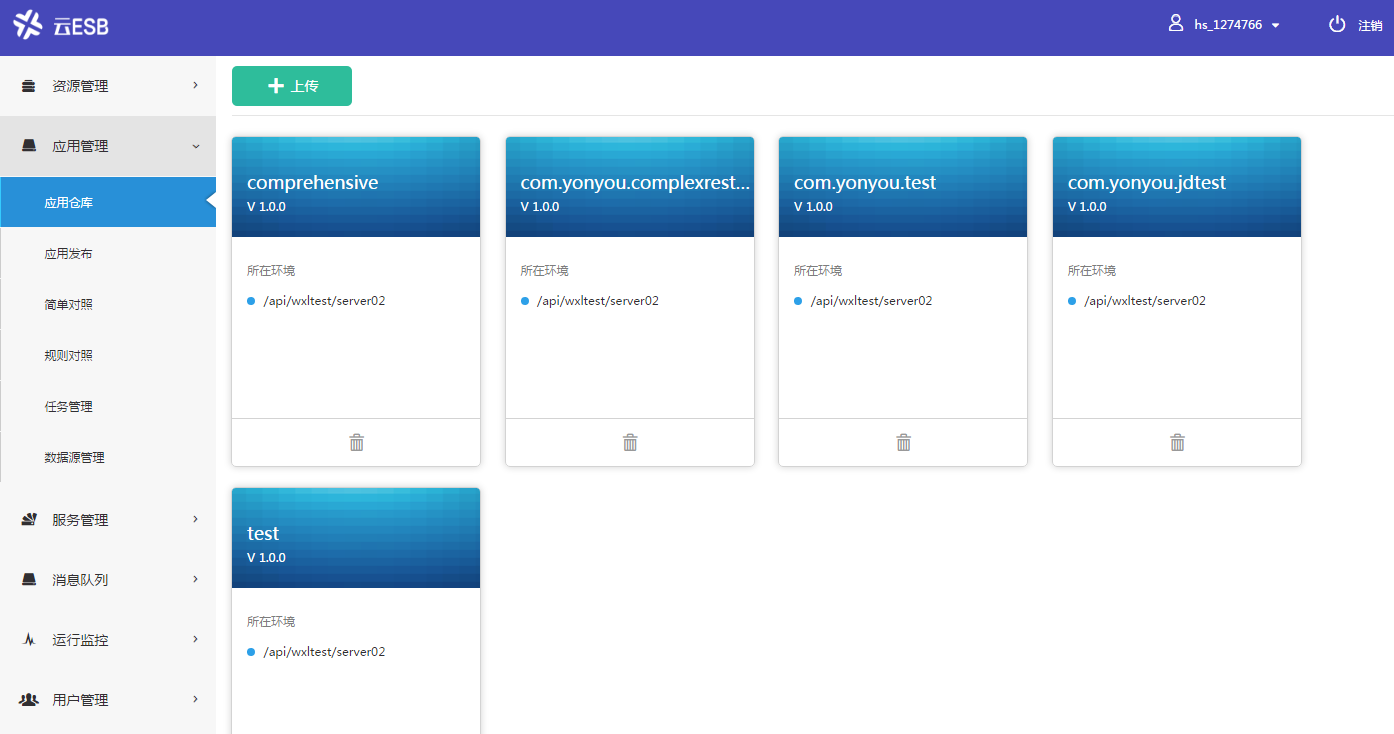 云ESB
hs_1274766
注销
资源管理
应用管理
应用仓库
应用发布
简单对照
规则对照
任务管理
数据源管理
服务管理
消息队列
运行监控
用户管理
上传
comprehensive
V 1.0.0
所在环境
/api/wxltest/server02
com.yonyou.complexrest...
V 1.0.0
所在环境
/api/wxltest/server02
com.yonyou.test
V 1.0.0
所在环境
/api/wxltest/server02
com.yonyou.jdtest
V 1.0.0
所在环境
/api/wxltest/server02
test
V 1.0.0
所在环境
/api/wxltest/server02